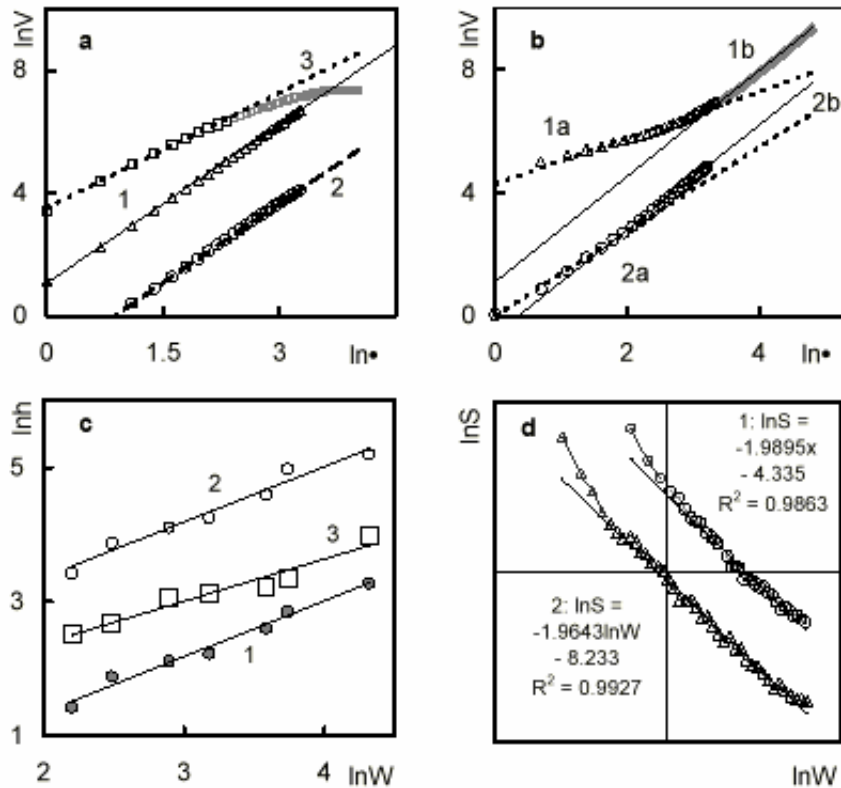 lnV
a
8
4
0
3
1
2
0
1.5
3
ln•
lnV
b
8
4
0
1b
1a
2b
2a
0
2
4
ln•
lnh
c
5
3
1
2
3
1
2
3
4
lnW
lnS
d
1: lnS =
-1.9895x
- 4.335
R² = 0.9863
2: lnS =
-1.9643lnW
- 8.233
R² = 0.9927
lnW